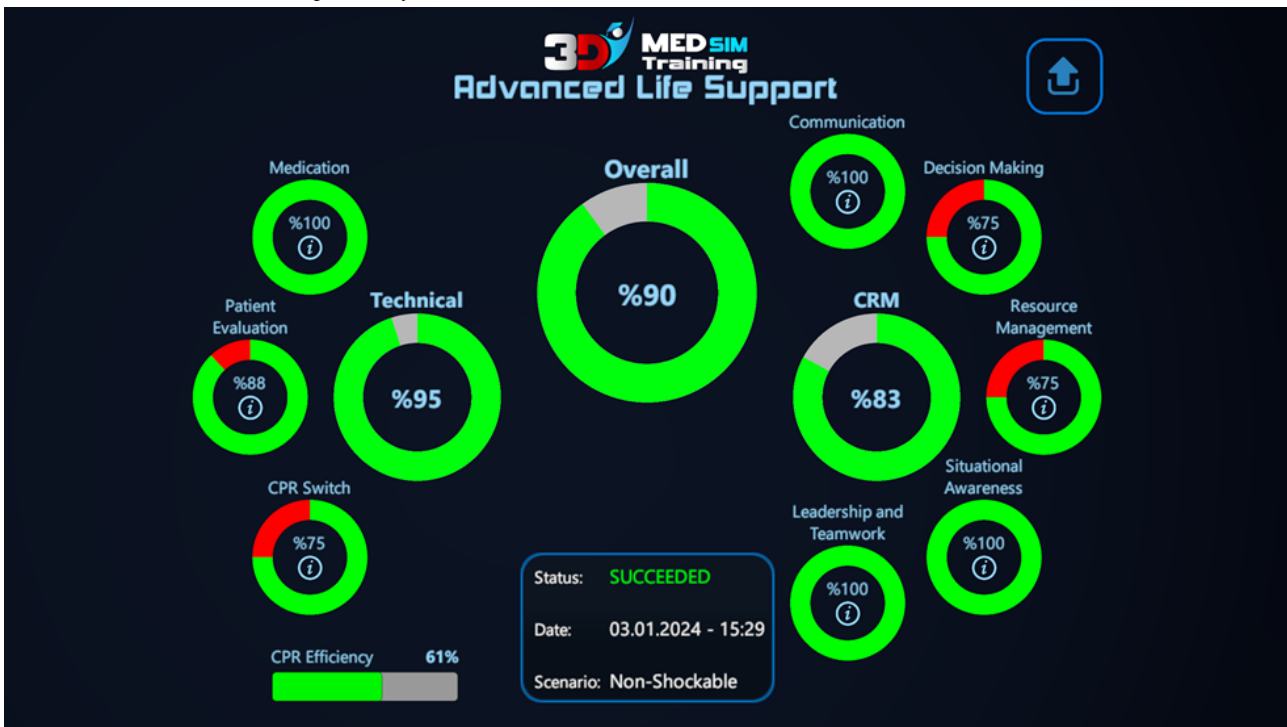 3D MED SIM
Training
Advanced Life Support
Communication
%100
Decision Making
%75
Medication
%100
Overall
%90
Patient
Evaluation
%88
Technical
%95
CRM
%83
Resource
Management
%75
CPR Switch
%75
Situational
Awareness
%100
Leadership and
Teamwork
%100
Status: SUCCEEDED
Date: 03.01.2024 - 15:29
Scenario: Non-Shockable
CPR Efficiency 61%